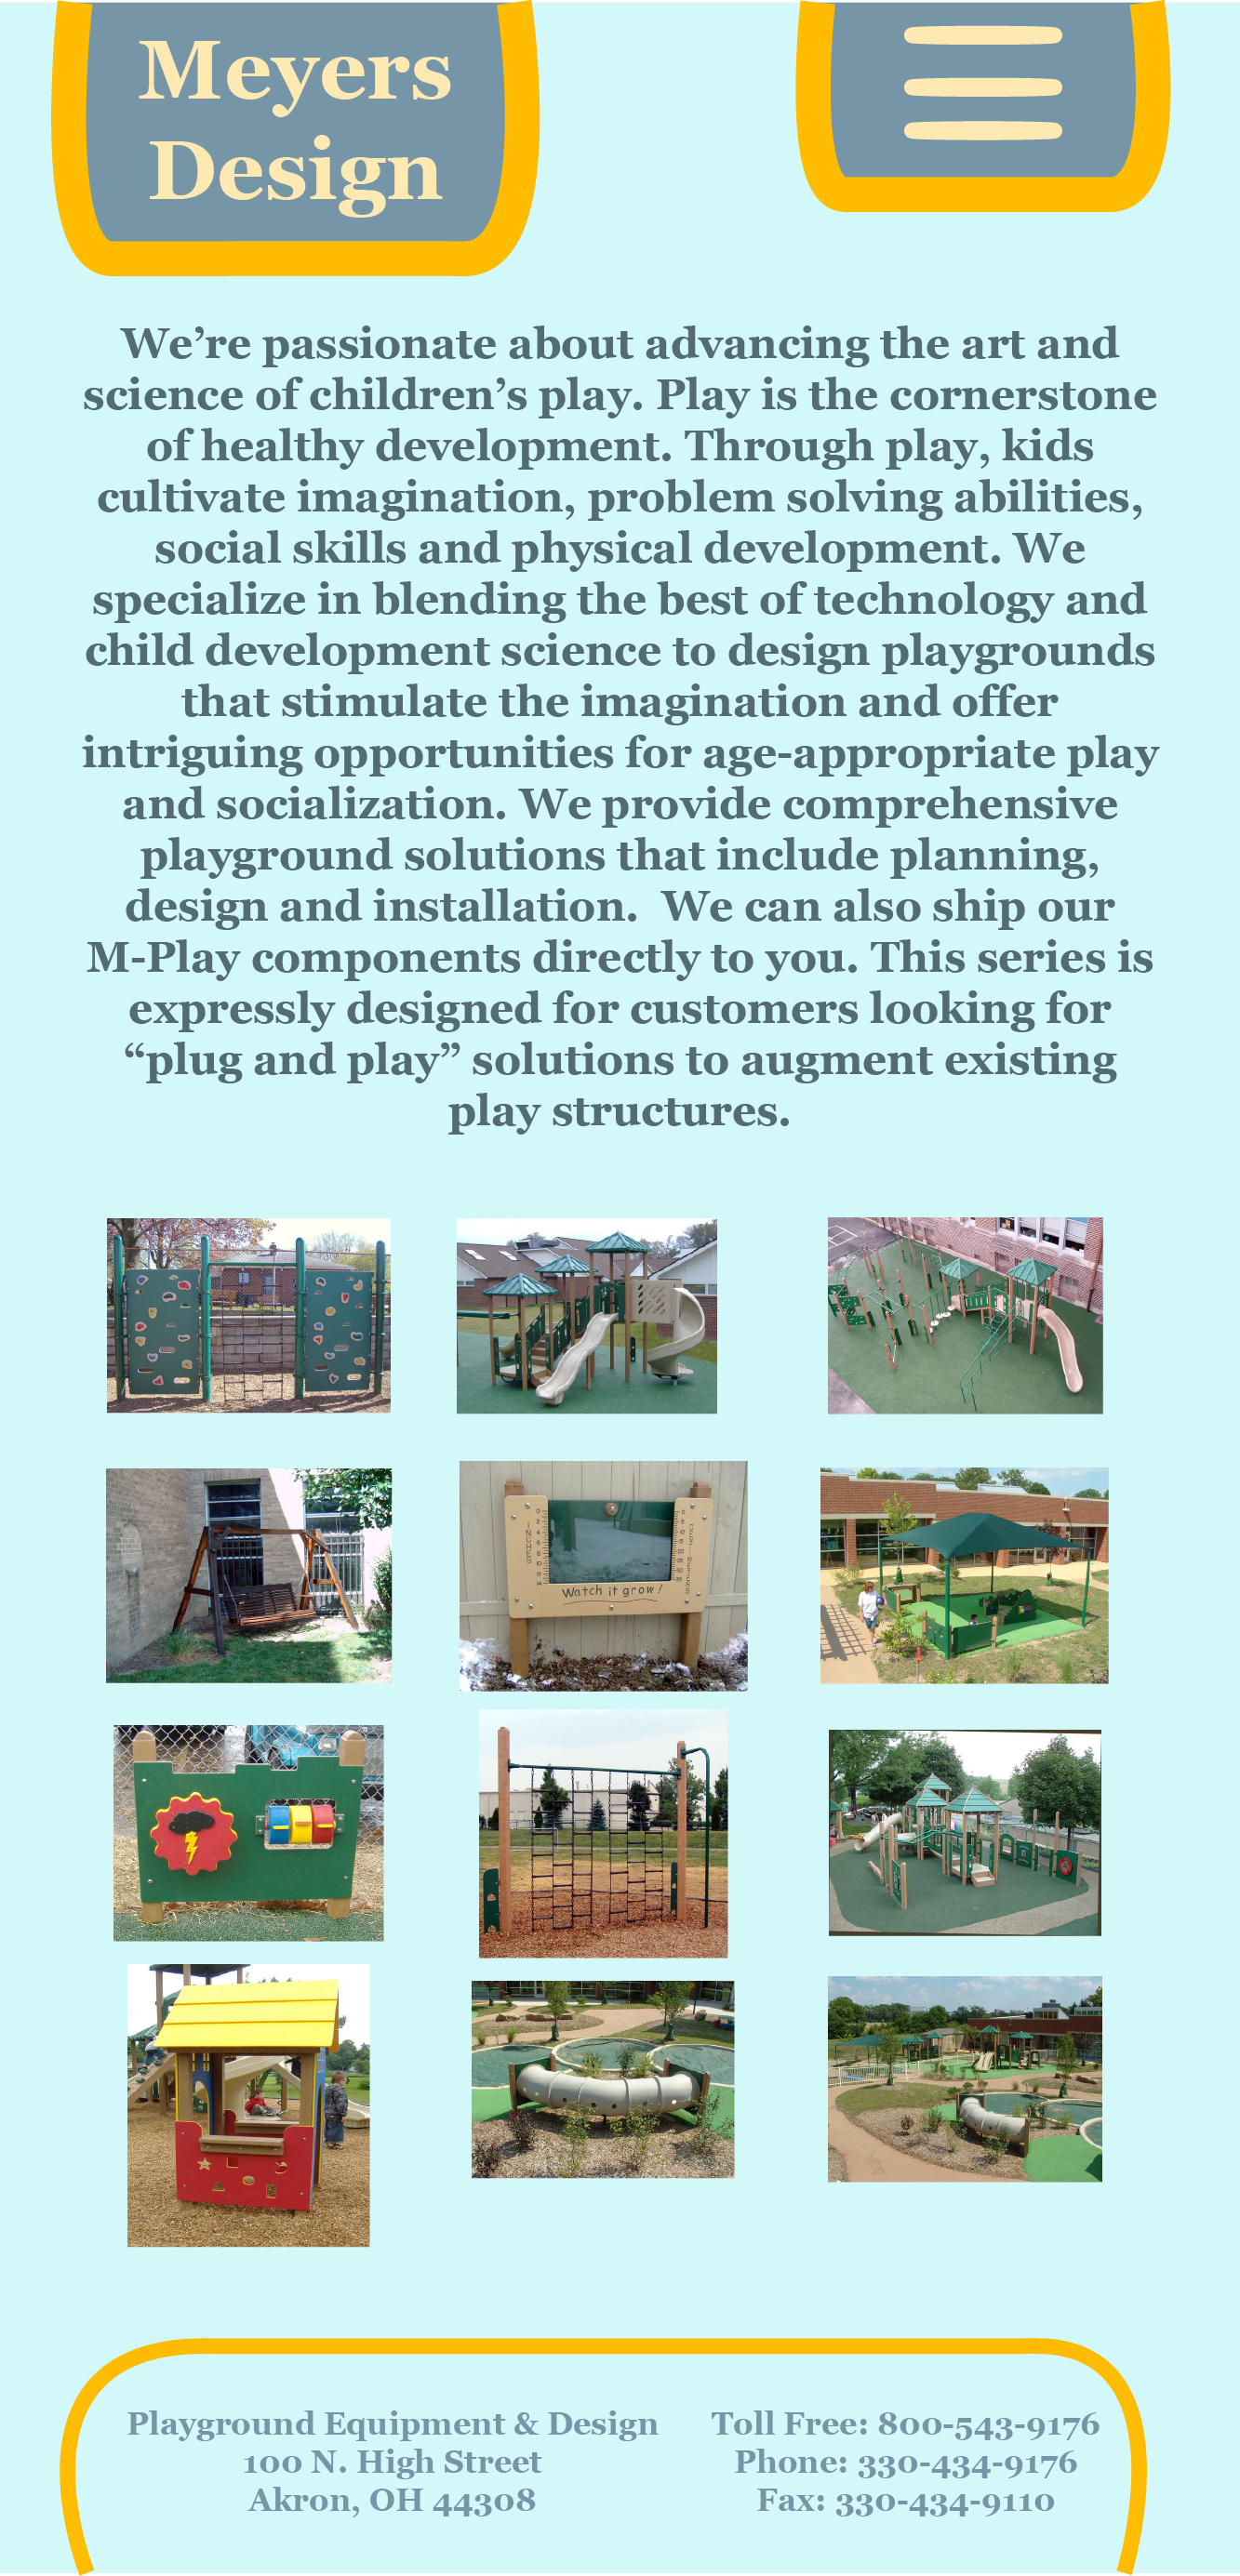 Meyers
Design
We’re passionate about advancing the art and
science of children’s play. Play is the cornerstone
of healthy development. Through play, kids
cultivate imagination, problem solving abilities,
social skills and physical development. We
specialize in blending the best of technology and
child development science to design playgrounds
that stimulate the imagination and offer
intriguing opportunities for age-appropriate play
and socialization. We provide comprehensive
playground solutions that include planning,
design and installation.  We can also ship our
M-Play components directly to you. This series is
expressly designed for customers looking for
“plug and play” solutions to augment existing
play structures.
INCHES
Watch it grow!
Playground Equipment & Design
100 N. High Street
Akron, OH 44308
Toll Free: 800-543-9176
Phone: 330-434-9176
Fax: 330-434-9110